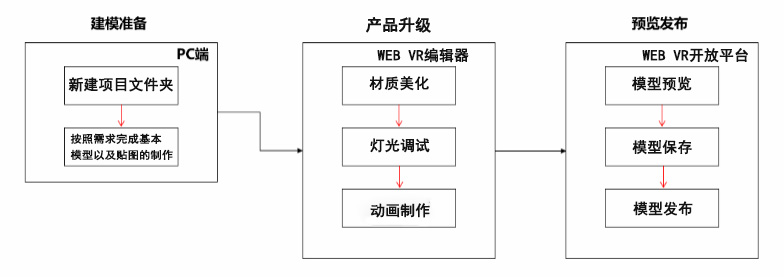 建模准备
PC端
新建项目文件夹
按照需求完成基本
模型以及贴图的制作
产品升级
WEB VR编辑器
材质美化
灯光调试
动画制作
预览发布
WEB VR开放平台
模型预览
模型保存
模型发布